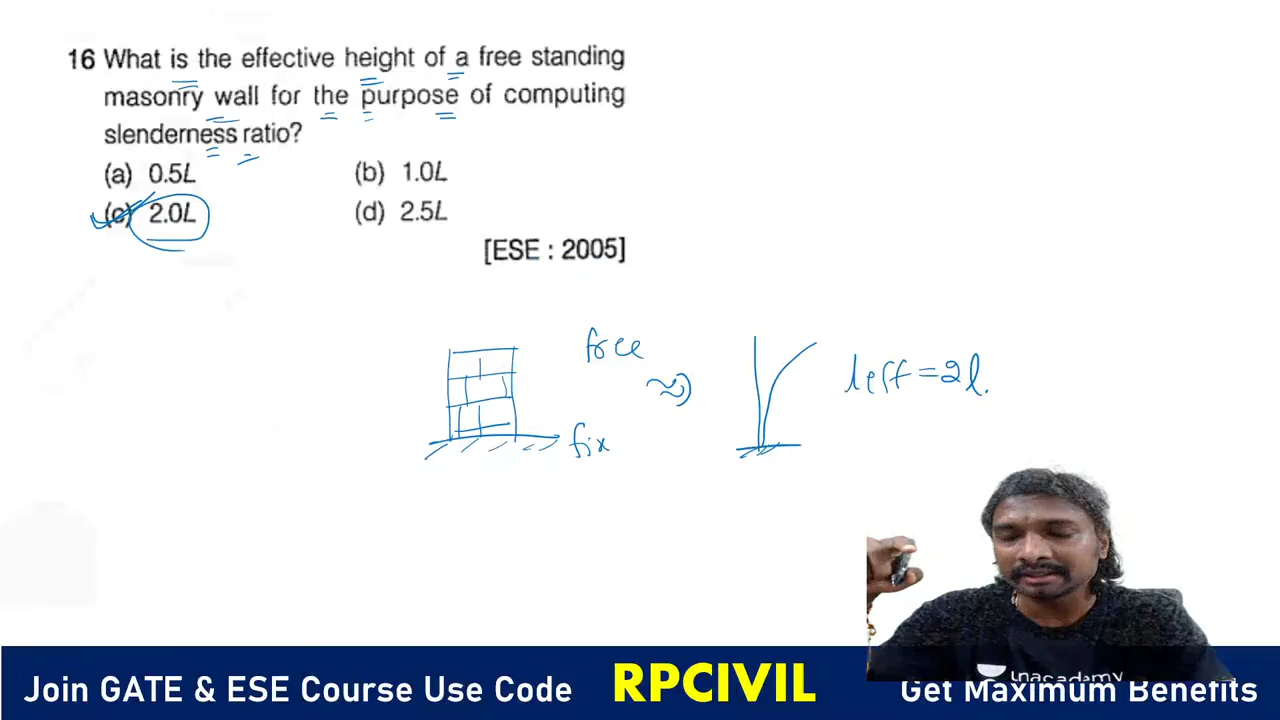 16 What is the effective height of a free standing
masonry wall for the purpose of computing
slenderness ratio?
(a) 0.5L (b) 1.0L
(c) 2.0L (d) 2.5L
[ESE : 2005]
free
fix
leff = 2l.
unacademy
Join GATE & ESE Course Use Code RPCIVIL Get Maximum Benefits